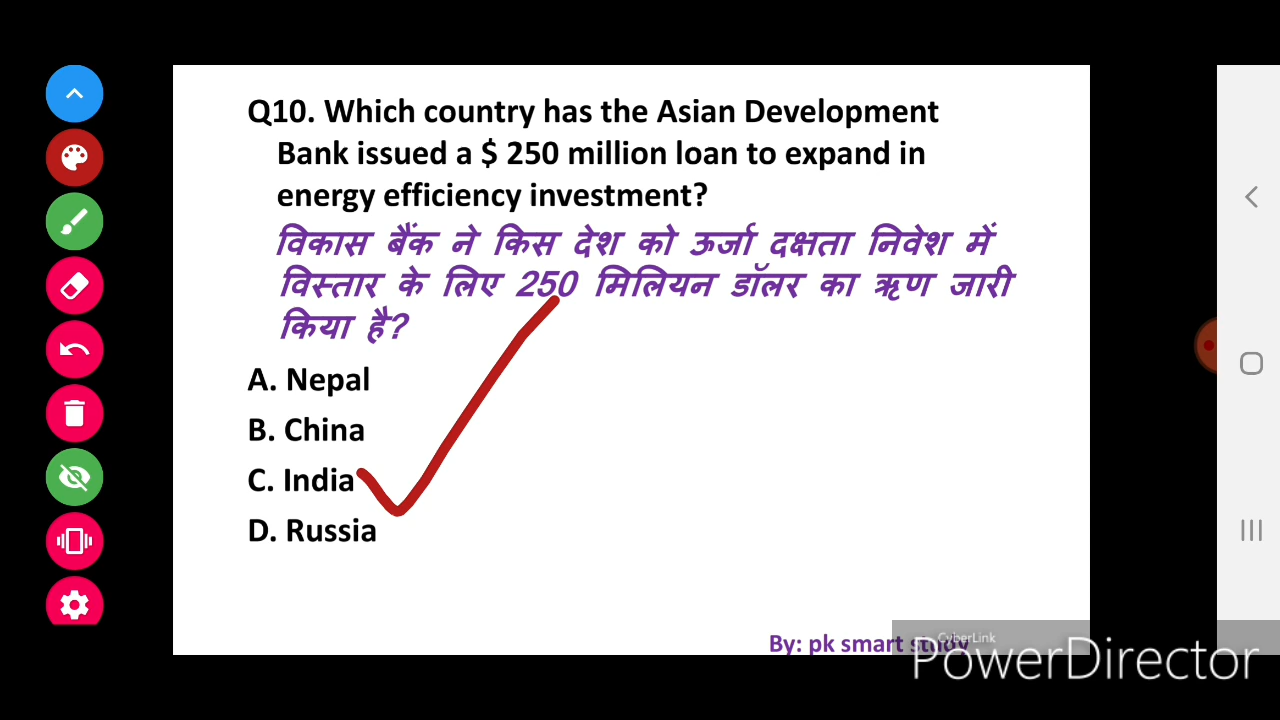 Q10. Which country has the Asian Development
Bank issued a $ 250 million loan to expand in
energy efficiency investment?
विकास बैंक ने किस देश को ऊर्जा दक्षता निवेश में
विस्तार के लिए 250 मिलियन डॉलर का ऋण जारी
किया है?
A. Nepal
B. China
C. India
D. Russia
By: pk smart study
CyberLink
PowerDirector